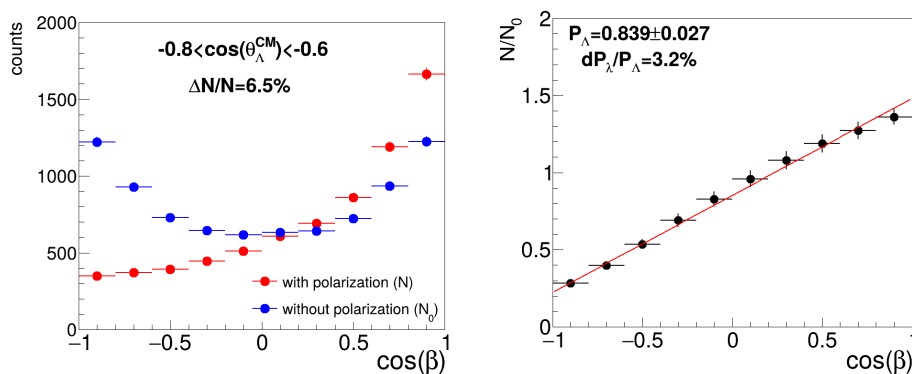 counts
2000
1500
1000
500
0
-0.8<cos(θ_Λ^CM)<-0.6
ΔN/N=6.5%
with polarization (N)
without polarization (N_0)
−1 −0.5 0 0.5 1
cos(β)
N/N_0
2
1.5
1
0.5
0
P_Λ=0.839±0.027
dP_λ/P_Λ=3.2%
−1 −0.5 0 0.5 1
cos(β)